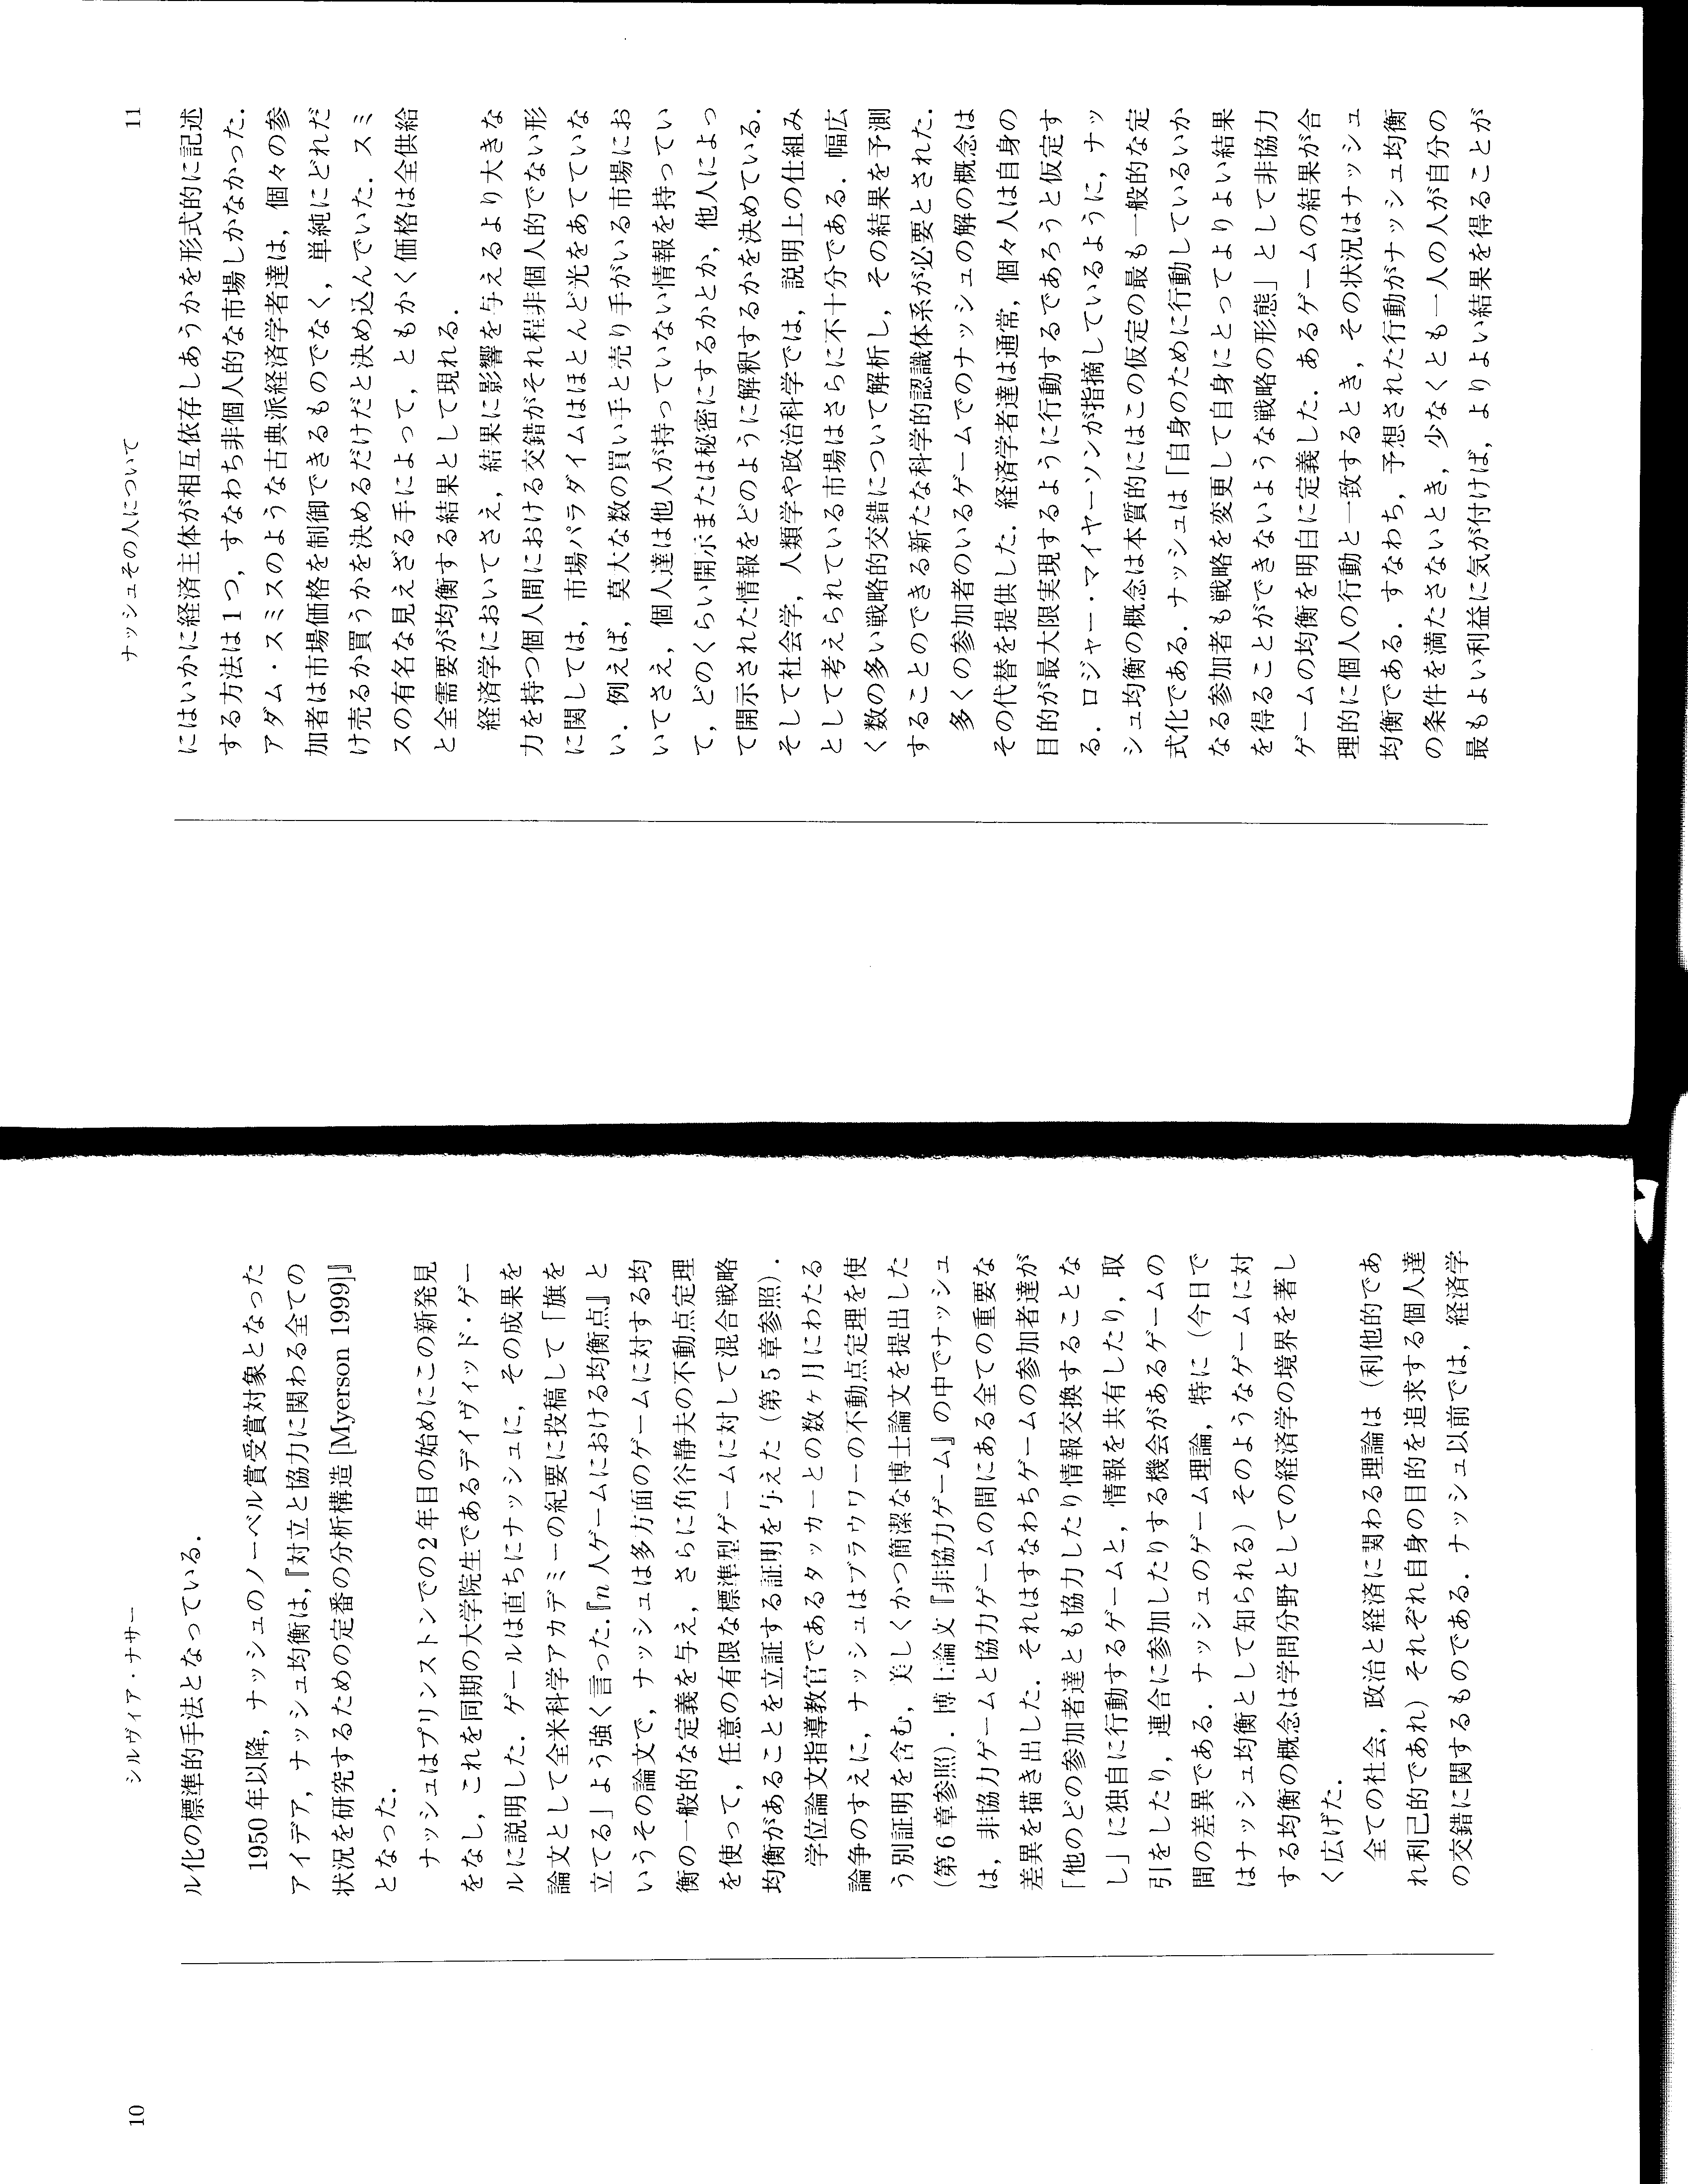 10
シルヴィア・ナサー
ル化の標準的手法となっている．
1950年以降，ナッシュのノーベル賞受賞対象となった
アイデア，ナッシュ均衡は，『対立と協力に関わる全ての
状況を研究するための定番の分析構造 [Myerson 1999]』
となった．
ナッシュはプリンストンでの2年目の始めにこの新発見
をなし，これを同期の大学院生であるデイヴィッド・ゲー
ルに説明した．ゲールは直ちにナッシュに，その成果を
論文として全米科学アカデミーの紀要に投稿して「旗を
立てる」よう強く言った．『n人ゲームにおける均衡点』と
いうその論文で，ナッシュは多方面のゲームに対する均
衡の一般的な定義を与え，さらに角谷静夫の不動点定理
を使って，任意の有限な標準型ゲームに対して混合戦略
均衡があることを立証する証明を与えた（第5章参照）．
学位論文指導教官であるタッカーとの数ヶ月にわたる
論争のすえに，ナッシュはブラウワーの不動点定理を使
う別証明を含む，美しくかつ簡潔な博士論文を提出した
（第6章参照）．博士論文『非協力ゲーム』の中でナッシュ
は，非協力ゲームと協力ゲームの間にある全ての重要な
差異を描き出した．それはすなわちゲームの参加者達が
「他のどの参加者達とも協力したり情報交換することな
し」に独自に行動するゲームと，情報を共有したり，取
引をしたり，連合に参加したりする機会があるゲームの
間の差異である．ナッシュのゲーム理論，特に（今日で
はナッシュ均衡として知られる）そのようなゲームに対
する均衡の概念は学問分野としての経済学の境界を著し
く広げた．
全ての社会，政治と経済に関わる理論は（利他的であ
れ利己的であれ）それぞれ自身の目的を追求する個人達
の交錯に関するものである．ナッシュ以前では，経済学
ナッシュその人について
11
にはいかに経済主体が相互依存しあうかを形式的に記述
する方法は1つ，すなわち非個人的な市場しかなかった．
アダム・スミスのような古典派経済学者達は，個々の参
加者は市場価格を制御できるものでなく，単純にどれだ
け売るか買うかを決めるだけだと決め込んでいた．スミ
スの有名な見えざる手によって，ともかく価格は全供給
と全需要が均衡する結果として現れる．
経済学においてさえ，結果に影響を与えるより大きな
力を持つ個人間における交錯がそれ程非個人的でない形
に関しては，市場パラダイムはほとんど光をあてていな
い．例えば，莫大な数の買い手と売り手がいる市場にお
いてさえ，個人達は他人が持っていない情報を持ってい
て，どのくらい開示または秘密にするかとか，他人によっ
て開示された情報をどのように解釈するかを決めている．
そして社会学，人類学や政治科学では，説明上の仕組み
として考えられている市場はさらに不十分である．幅広
く数の多い戦略的交錯について解析し，その結果を予測
することのできる新たな科学的認識体系が必要とされた．
多くの参加者のいるゲームでのナッシュの解の概念は
その代替を提供した．経済学者達は通常，個々人は自身の
目的が最大限実現するように行動するであろうと仮定す
る．ロジャー・マイヤーソンが指摘しているように，ナッ
シュ均衡の概念は本質的にはこの仮定の最も一般的な定
式化である．ナッシュは「自身のために行動しているいか
なる参加者も戦略を変更して自身にとってよりよい結果
を得ることができないような戦略の形態」として非協力
ゲームの均衡を明白に定義した．あるゲームの結果が合
理的に個人の行動と一致するとき，その状況はナッシュ
均衡である．すなわち，予想された行動がナッシュ均衡
の条件を満たさないとき，少なくとも一人の人が自分の
最もよい利益に気が付けば，よりよい結果を得ることが